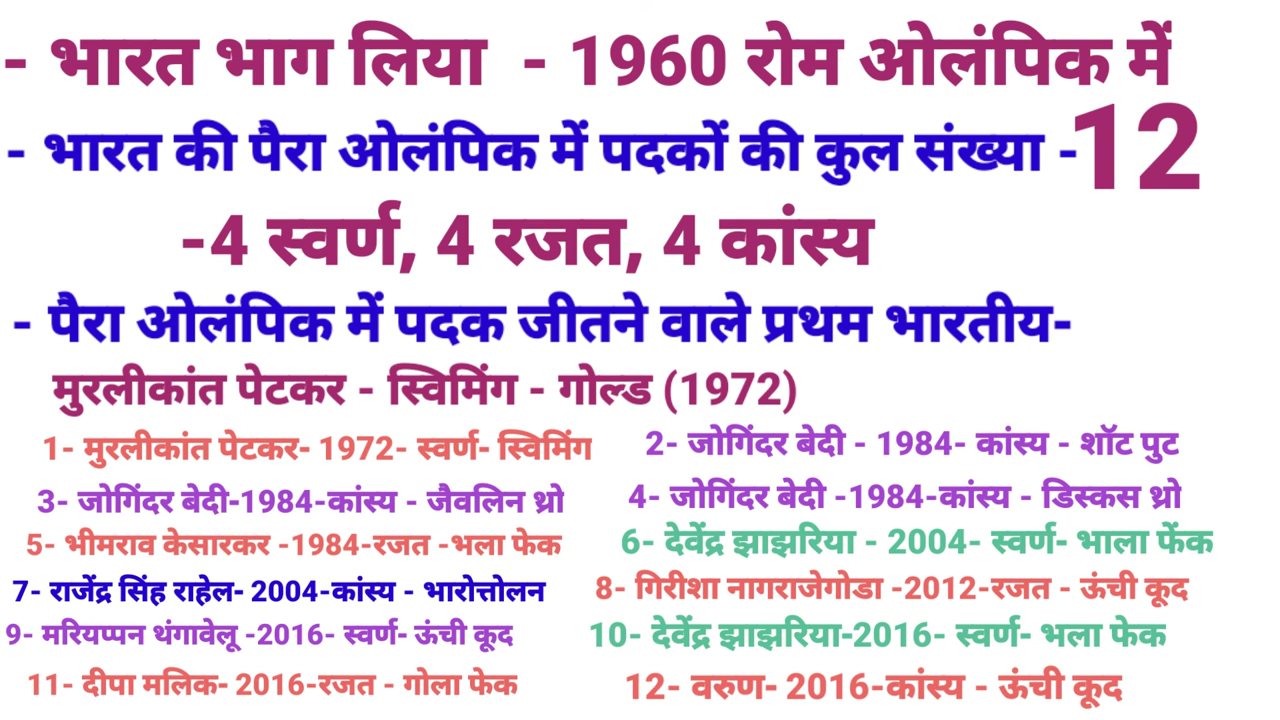 - भारत भाग लिया - 1960 रोम ओलंपिक में
- भारत की पैरा ओलंपिक में पदकों की कुल संख्या -12
-4 स्वर्ण, 4 रजत, 4 कांस्य
- पैरा ओलंपिक में पदक जीतने वाले प्रथम भारतीय-
मुरलीकांत पेटकर - स्विमिंग - गोल्ड (1972)
1- मुरलीकांत पेटकर- 1972- स्वर्ण- स्विमिंग
2- जोगिंदर बेदी - 1984- कांस्य - शॉट पुट
3- जोगिंदर बेदी-1984-कांस्य - जैवलिन थ्रो
4- जोगिंदर बेदी -1984-कांस्य - डिस्कस थ्रो
5- भीमराव केसारकर -1984-रजत -भला फेक
6- देवेंद्र झाझरिया - 2004- स्वर्ण- भाला फेंक
7- राजेंद्र सिंह राहेल- 2004-कांस्य - भारोत्तोलन
8- गिरीशा नागराजेगोडा -2012-रजत - ऊंची कूद
9- मरियप्पन थंगावेलू -2016- स्वर्ण- ऊंची कूद
10- देवेंद्र झाझरिया-2016- स्वर्ण- भला फेक
11- दीपा मलिक- 2016-रजत - गोला फेक
12- वरुण- 2016-कांस्य - ऊंची कूद